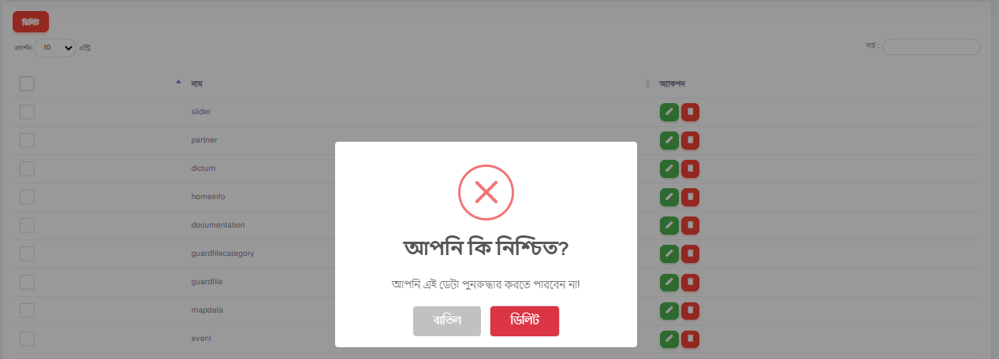 ডিলিট
প্রদর্শন 10 এন্ট্রি
সার্চ :
নাম অ্যাকশন
slider
partner
dictum
homeinfo
documentation
guardfilecategory
guardfile
mapdata
event
আপনি কি নিশ্চিত?
আপনি এই ডেটা পুনরুদ্ধার করতে পারবেন না!
বাতিল ডিলিট